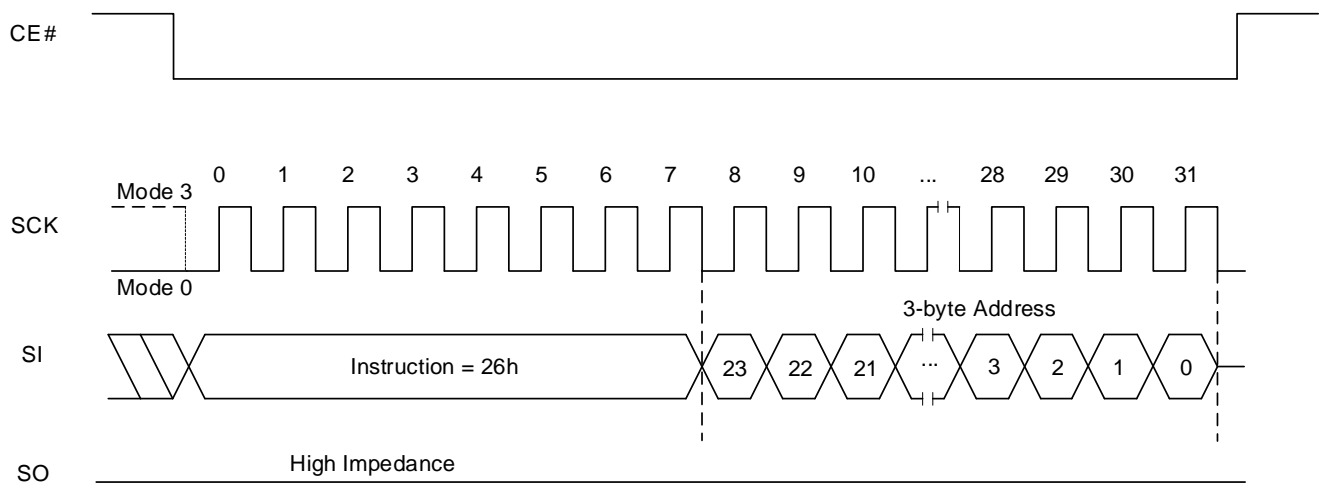 CE#
0 1 2 3 4 5 6 7 8 9 10 ... 28 29 30 31
Mode 3
SCK
Mode 0
3-byte Address
SI
Instruction = 26h
23 22 21 ... 3 2 1 0
High Impedance
SO